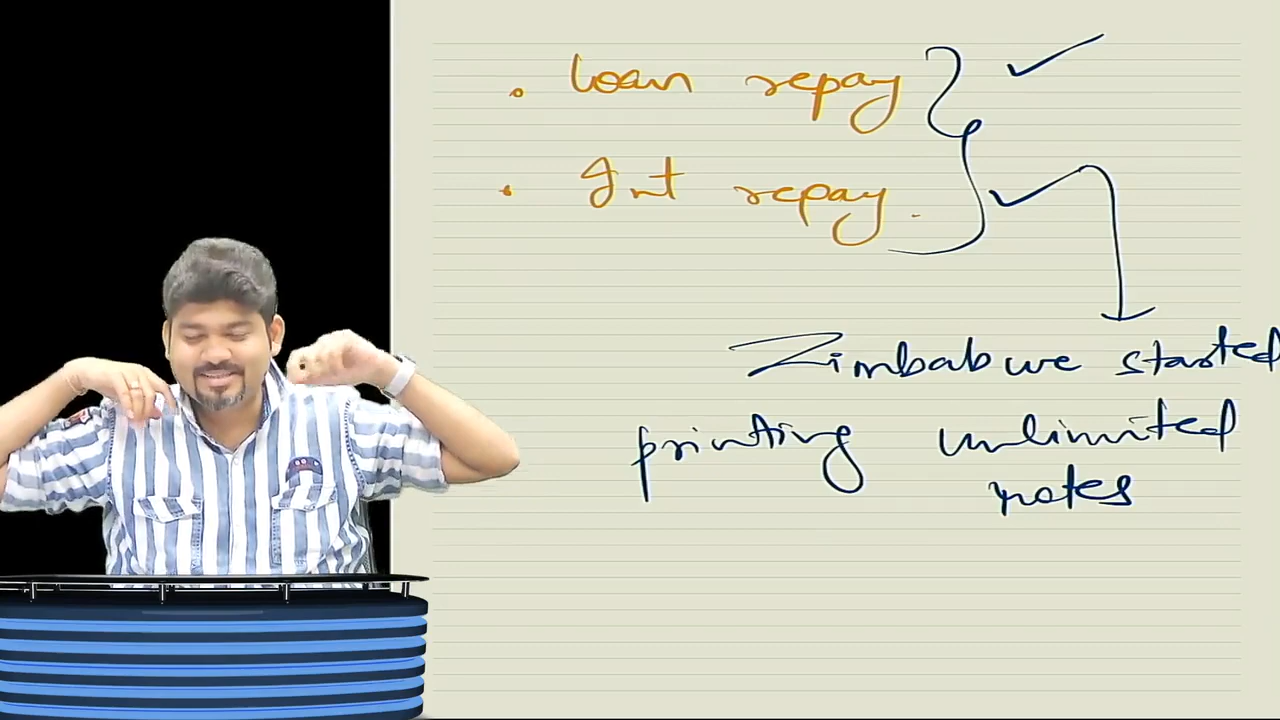 . Loan repay
. Int repay.
Zimbabwe started
printing unlimited
notes